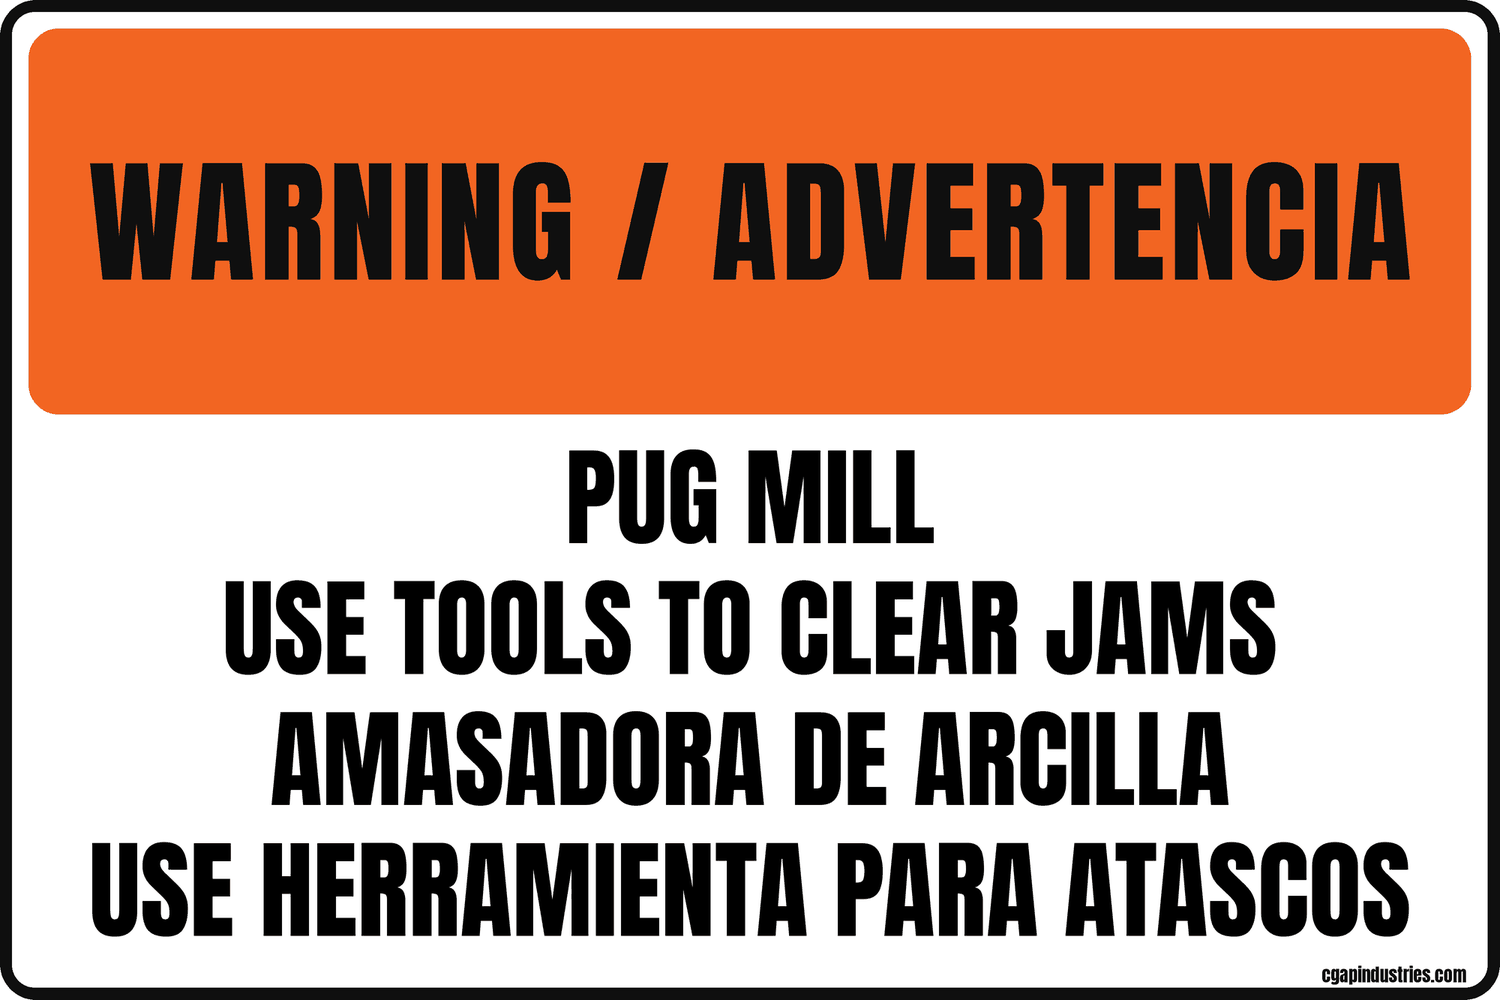 WARNING / ADVERTENCIA
PUG MILL
USE TOOLS TO CLEAR JAMS
AMASADORA DE ARCILLA
USE HERRAMIENTA PARA ATASCOS
cgapindustries.com